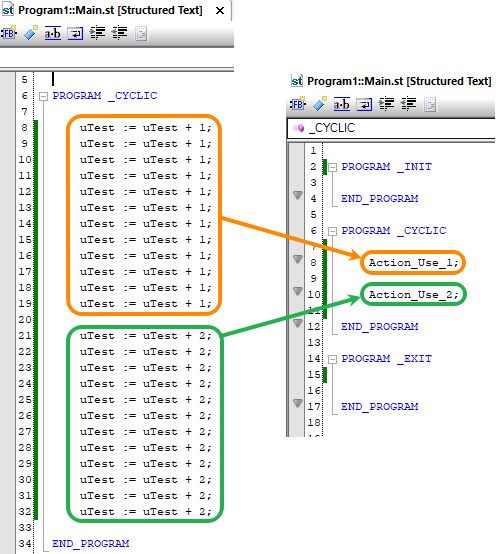 Program1::Main.st [Structured Text]
5
6 PROGRAM _CYCLIC
7
8 uTest := uTest + 1;
9 uTest := uTest + 1;
10 uTest := uTest + 1;
11 uTest := uTest + 1;
12 uTest := uTest + 1;
13 uTest := uTest + 1;
14 uTest := uTest + 1;
15 uTest := uTest + 1;
16 uTest := uTest + 1;
17 uTest := uTest + 1;
18 uTest := uTest + 1;
19 uTest := uTest + 1;
20
21 uTest := uTest + 2;
22 uTest := uTest + 2;
23 uTest := uTest + 2;
24 uTest := uTest + 2;
25 uTest := uTest + 2;
26 uTest := uTest + 2;
27 uTest := uTest + 2;
28 uTest := uTest + 2;
29 uTest := uTest + 2;
30 uTest := uTest + 2;
31 uTest := uTest + 2;
32 uTest := uTest + 2;
33
34 END_PROGRAM
Program1::Main.st [Structured Text]
_CYCLIC
1
2 PROGRAM _INIT
3
4 END_PROGRAM
5
6 PROGRAM _CYCLIC
7
8 Action_Use_1;
9
10 Action_Use_2;
11
12 END_PROGRAM
13
14 PROGRAM _EXIT
15
16
17 END_PROGRAM
18